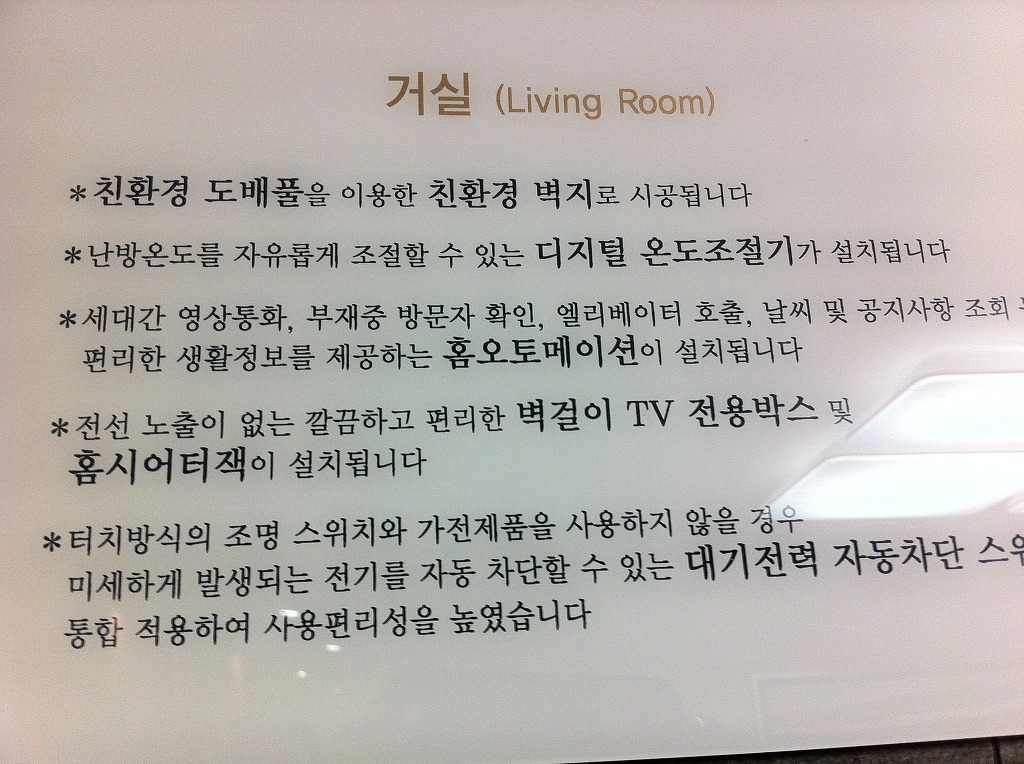 거실 (Living Room)
*친환경 도배풀을 이용한 친환경 벽지로 시공됩니다
*난방온도를 자유롭게 조절할 수 있는 디지털 온도조절기가 설치됩니다
*세대간 영상통화, 부재중 방문자 확인, 엘리베이터 호출, 날씨 및 공지사항 조회
편리한 생활정보를 제공하는 홈오토메이션이 설치됩니다
*전선 노출이 없는 깔끔하고 편리한 벽걸이 TV 전용박스 및
홈시어터잭이 설치됩니다
*터치방식의 조명 스위치와 가전제품을 사용하지 않을 경우
미세하게 발생되는 전기를 자동 차단할 수 있는 대기전력 자동차단
통합 적용하여 사용편리성을 높였습니다